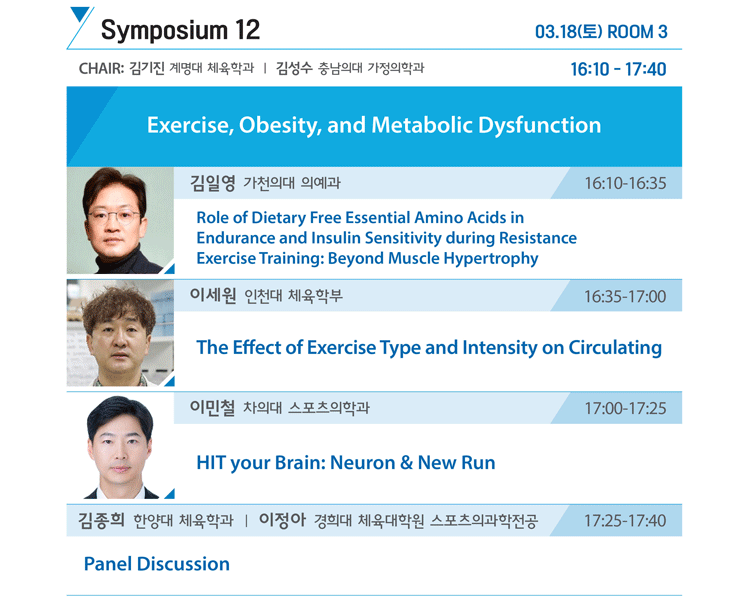 Symposium 12
03.18(토) ROOM 3
CHAIR: 김기진 계명대 체육학과 | 김성수 충남의대 가정의학과
16:10 - 17:40
Exercise, Obesity, and Metabolic Dysfunction
김일영 가천의대 의예과
16:10-16:35
Role of Dietary Free Essential Amino Acids in
Endurance and Insulin Sensitivity during Resistance
Exercise Training: Beyond Muscle Hypertrophy
이세원 인천대 체육학부
16:35-17:00
The Effect of Exercise Type and Intensity on Circulating
이민철 차의대 스포츠의학과
17:00-17:25
HIT your Brain: Neuron & New Run
김종희 한양대 체육학과 | 이정아 경희대 체육대학원 스포츠의과학전공
17:25-17:40
Panel Discussion